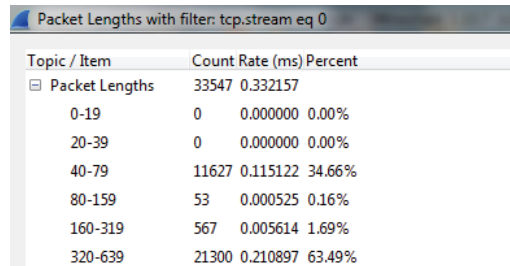 Packet Lengths with filter: tcp.stream eq 0
Topic / Item Count Rate (ms) Percent
Packet Lengths 33547 0.332157
0-19 0 0.000000 0.00%
20-39 0 0.000000 0.00%
40-79 11627 0.115122 34.66%
80-159 53 0.000525 0.16%
160-319 567 0.005614 1.69%
320-639 21300 0.210897 63.49%